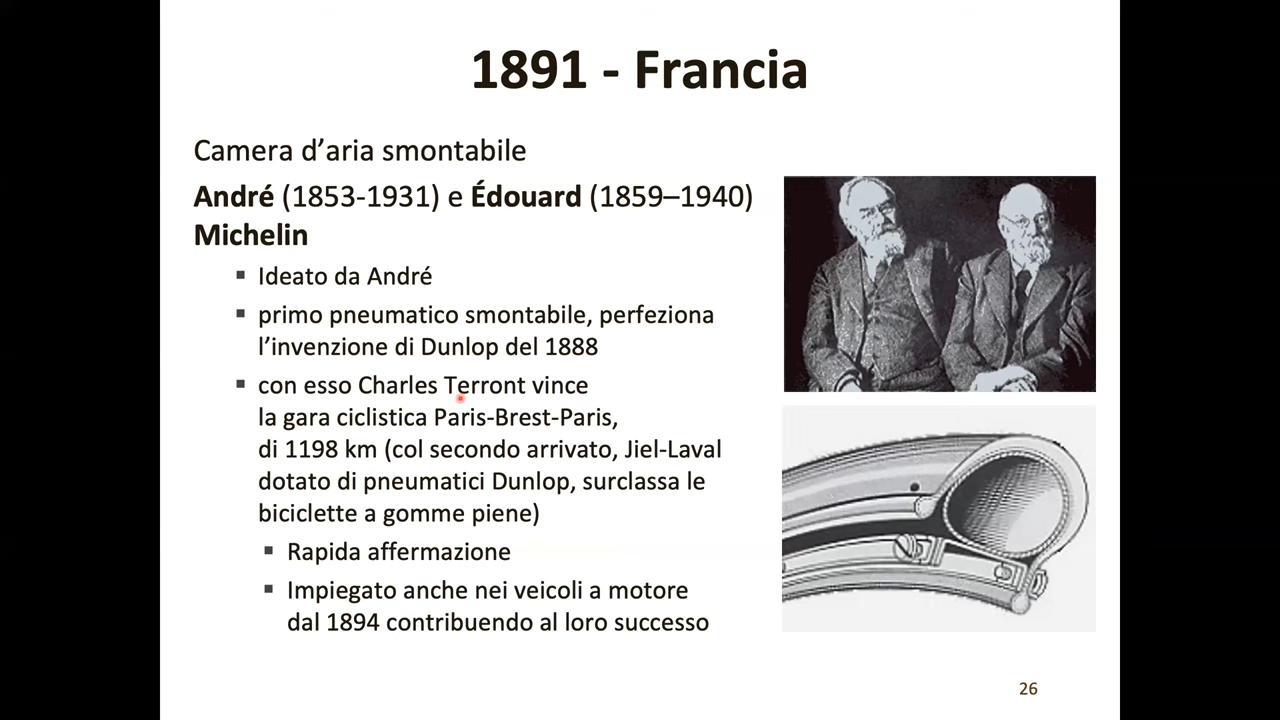 1891 - Francia
Camera d’aria smontabile
André (1853-1931) e Édouard (1859–1940)
Michelin
▪ Ideato da André
▪ primo pneumatico smontabile, perfeziona
l’invenzione di Dunlop del 1888
▪ con esso Charles Terront vince
la gara ciclistica Paris-Brest-Paris,
di 1198 km (col secondo arrivato, Jiel-Laval
dotato di pneumatici Dunlop, surclassa le
biciclette a gomme piene)
▪ Rapida affermazione
▪ Impiegato anche nei veicoli a motore
dal 1894 contribuendo al loro successo
26